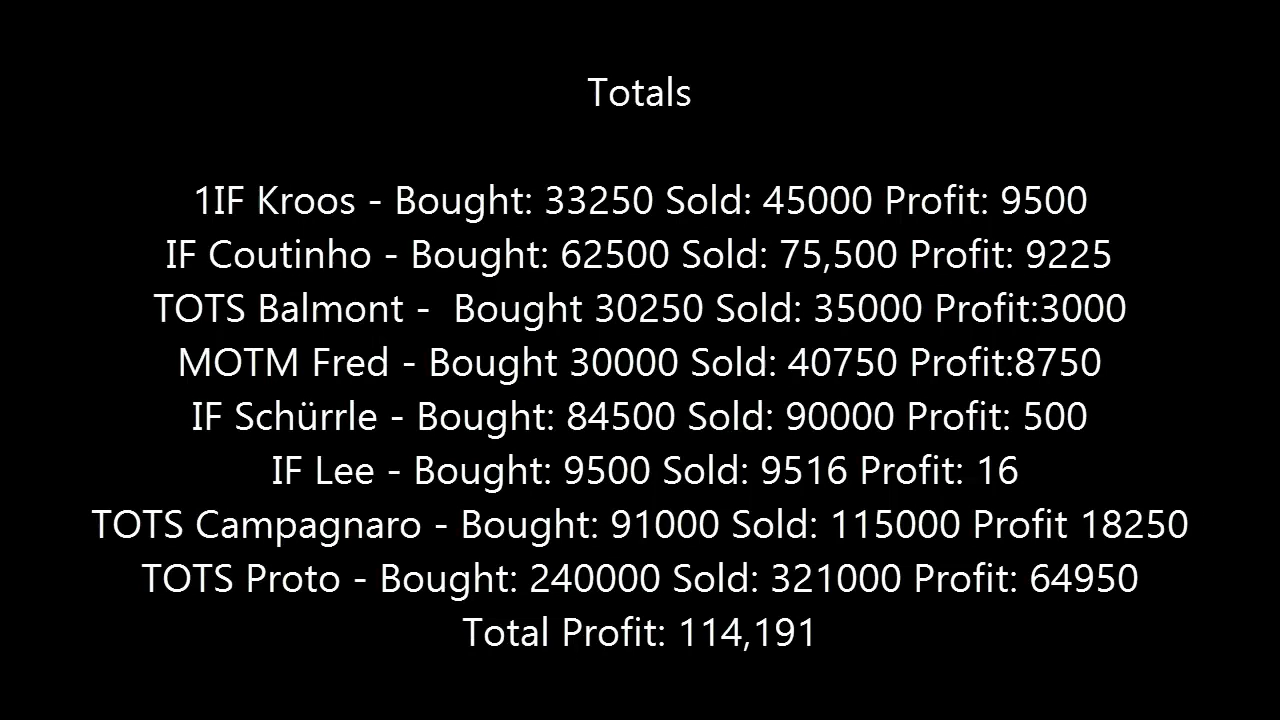 Totals
1IF Kroos - Bought: 33250 Sold: 45000 Profit: 9500
IF Coutinho - Bought: 62500 Sold: 75,500 Profit: 9225
TOTS Balmont -  Bought 30250 Sold: 35000 Profit:3000
MOTM Fred - Bought 30000 Sold: 40750 Profit:8750
IF Schürrle - Bought: 84500 Sold: 90000 Profit: 500
IF Lee - Bought: 9500 Sold: 9516 Profit: 16
TOTS Campagnaro - Bought: 91000 Sold: 115000 Profit 18250
TOTS Proto - Bought: 240000 Sold: 321000 Profit: 64950
Total Profit: 114,191